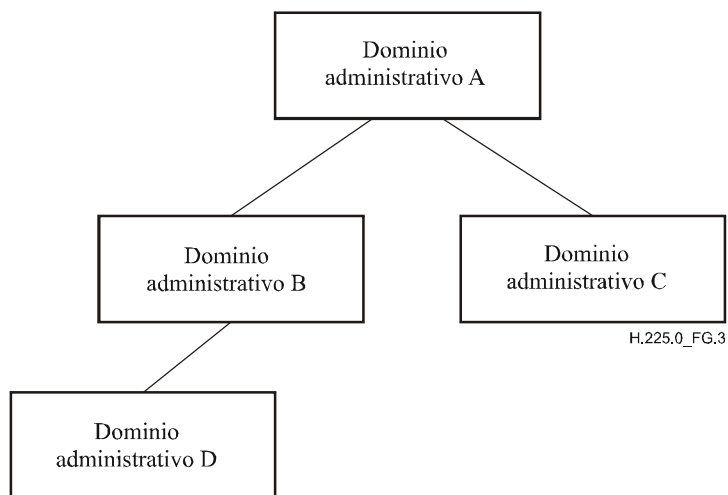 Dominio
administrativo A
Dominio
administrativo B
Dominio
administrativo C
H.225.0_FG.3
Dominio
administrativo D